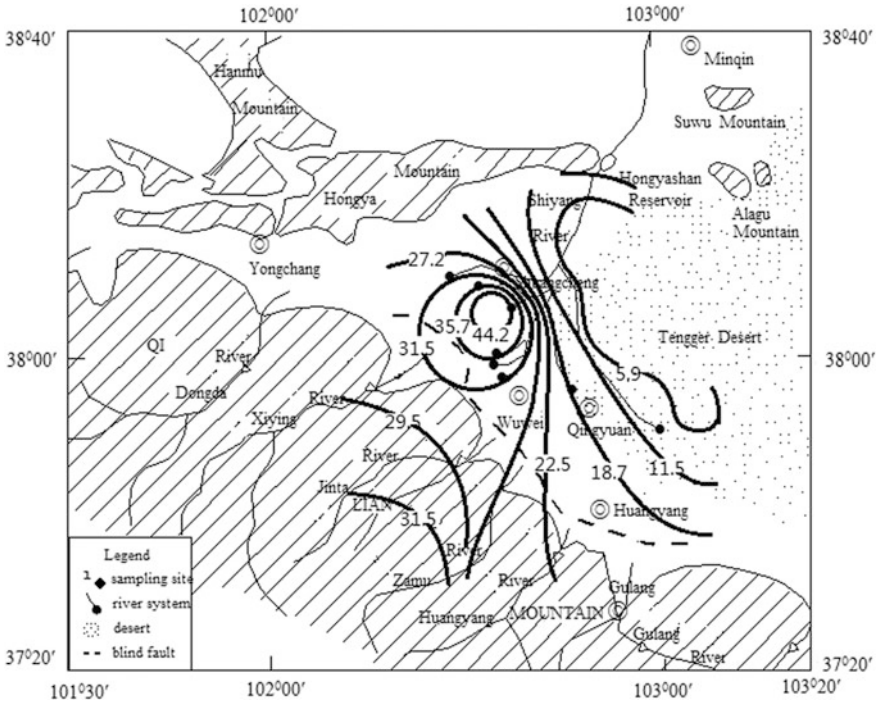 102°00′ 103°00′
38°40′ 38°40′
Minqin
Hanmu
Mountain
Suwu Mountain
Mountain
Hongyashan
Hongya
Shiyang
Reservoir
Alagu
Mountain
River
27.2
Yongchang
35.7
44.2
Tengger Desert
QI
31.5
38°00′ 38°00′
River
5.9
Dongda
River
Xiying
29.5
Wuwei
Qingyuan
River
22.5
18.7
11.5
Jinta
LIAN
31.5
Huangyang
Legend
1 sampling site
river system
desert
blind fault
River
Zamu
River
Gulang
Huangyang
MOUNTAIN
Gulang
River
37°20′ 37°20′
101°30′ 102°00′ 103°00′ 103°20′